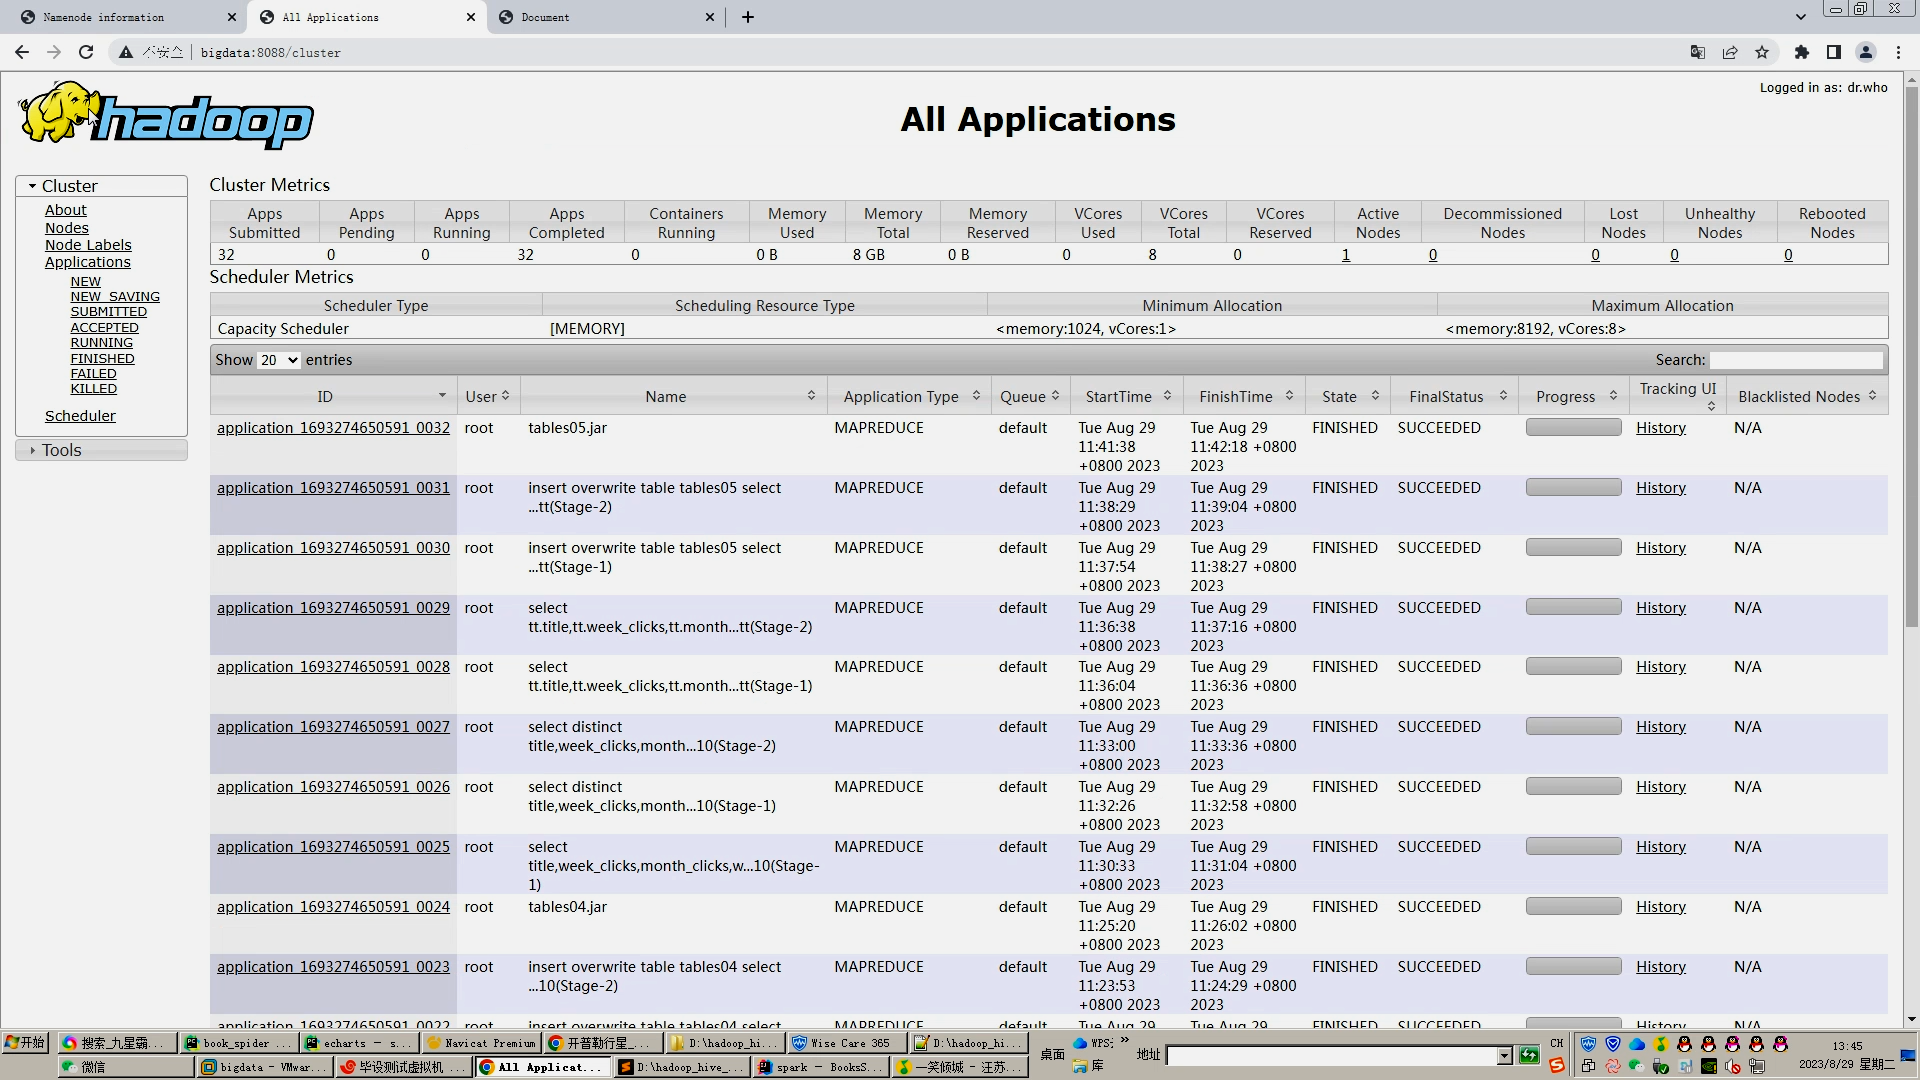 Namenode information
All Applications
Document
不安全
bigdata:8088/cluster
hadoop
All Applications
Logged in as: dr.who
Cluster
About
Nodes
Node Labels
Applications
NEW
NEW_SAVING
SUBMITTED
ACCEPTED
RUNNING
FINISHED
FAILED
KILLED
Scheduler
Tools
Cluster Metrics
Apps Submitted Apps Pending Apps Running Apps Completed Containers Running Memory Used Memory Total Memory Reserved VCores Used VCores Total VCores Reserved Active Nodes Decommissioned Nodes Lost Nodes Unhealthy Nodes Rebooted Nodes
32 0 0 32 0 0 B 8 GB 0 B 0 8 0 1 0 0 0 0
Scheduler Metrics
Scheduler Type Scheduling Resource Type Minimum Allocation Maximum Allocation
Capacity Scheduler [MEMORY] <memory:1024, vCores:1> <memory:8192, vCores:8>
Show 20 entries Search:
ID User Name Application Type Queue StartTime FinishTime State FinalStatus Progress Tracking UI Blacklisted Nodes
application_1693274650591_0032 root tables05.jar MAPREDUCE default Tue Aug 29 11:41:38 +0800 2023 Tue Aug 29 11:42:18 +0800 2023 FINISHED SUCCEEDED History N/A
application_1693274650591_0031 root insert overwrite table tables05 select ...tt(Stage-2) MAPREDUCE default Tue Aug 29 11:38:29 +0800 2023 Tue Aug 29 11:39:04 +0800 2023 FINISHED SUCCEEDED History N/A
application_1693274650591_0030 root insert overwrite table tables05 select ...tt(Stage-1) MAPREDUCE default Tue Aug 29 11:37:54 +0800 2023 Tue Aug 29 11:38:27 +0800 2023 FINISHED SUCCEEDED History N/A
application_1693274650591_0029 root select tt.title,tt.week_clicks,tt.month...tt(Stage-2) MAPREDUCE default Tue Aug 29 11:36:38 +0800 2023 Tue Aug 29 11:37:16 +0800 2023 FINISHED SUCCEEDED History N/A
application_1693274650591_0028 root select tt.title,tt.week_clicks,tt.month...tt(Stage-1) MAPREDUCE default Tue Aug 29 11:36:04 +0800 2023 Tue Aug 29 11:36:36 +0800 2023 FINISHED SUCCEEDED History N/A
application_1693274650591_0027 root select distinct title,week_clicks,month...10(Stage-2) MAPREDUCE default Tue Aug 29 11:33:00 +0800 2023 Tue Aug 29 11:33:36 +0800 2023 FINISHED SUCCEEDED History N/A
application_1693274650591_0026 root select distinct title,week_clicks,month...10(Stage-1) MAPREDUCE default Tue Aug 29 11:32:26 +0800 2023 Tue Aug 29 11:32:58 +0800 2023 FINISHED SUCCEEDED History N/A
application_1693274650591_0025 root select title,week_clicks,month_clicks,w...10(Stage-1) MAPREDUCE default Tue Aug 29 11:30:33 +0800 2023 Tue Aug 29 11:31:04 +0800 2023 FINISHED SUCCEEDED History N/A
application_1693274650591_0024 root tables04.jar MAPREDUCE default Tue Aug 29 11:25:20 +0800 2023 Tue Aug 29 11:26:02 +0800 2023 FINISHED SUCCEEDED History N/A
application_1693274650591_0023 root insert overwrite table tables04 select ...10(Stage-2) MAPREDUCE default Tue Aug 29 11:23:53 +0800 2023 Tue Aug 29 11:24:29 +0800 2023 FINISHED SUCCEEDED History N/A
application_1693274650591_0022 root insert overwrite table tables04 select MAPREDUCE default Tue Aug 29 Tue Aug 29 FINISHED SUCCEEDED History N/A
开始 搜索_九星霸... book_spider ... echarts – s... Navicat Premium 开普勒行星_... D:\hadoop_hi... Wise Care 365 D:\hadoop_hi... 桌面 WPS云 地址 CH 13:45
微信 bigdata - VMwar... 毕设测试虚拟机 ... All Applicat... D:\hadoop_hive_... spark – BooksS... 一笑倾城 - 汪苏... 库 2023/8/29 星期二